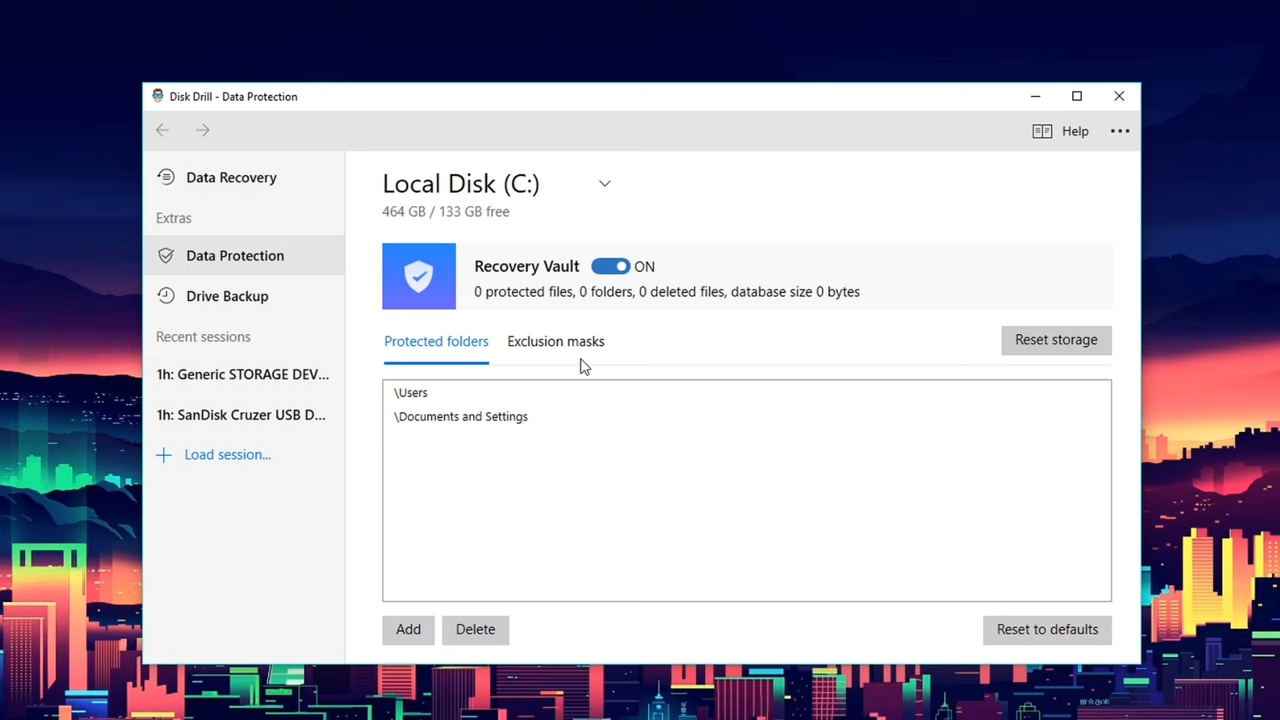 Disk Drill - Data Protection
Help
Data Recovery
Extras
Data Protection
Drive Backup
Recent sessions
1h: Generic STORAGE DEV...
1h: SanDisk Cruzer USB D...
Load session...
Local Disk (C:)
464 GB / 133 GB free
Recovery Vault ON
0 protected files, 0 folders, 0 deleted files, database size 0 bytes
Protected folders Exclusion masks Reset storage
\Users
\Documents and Settings
Add Delete Reset to defaults